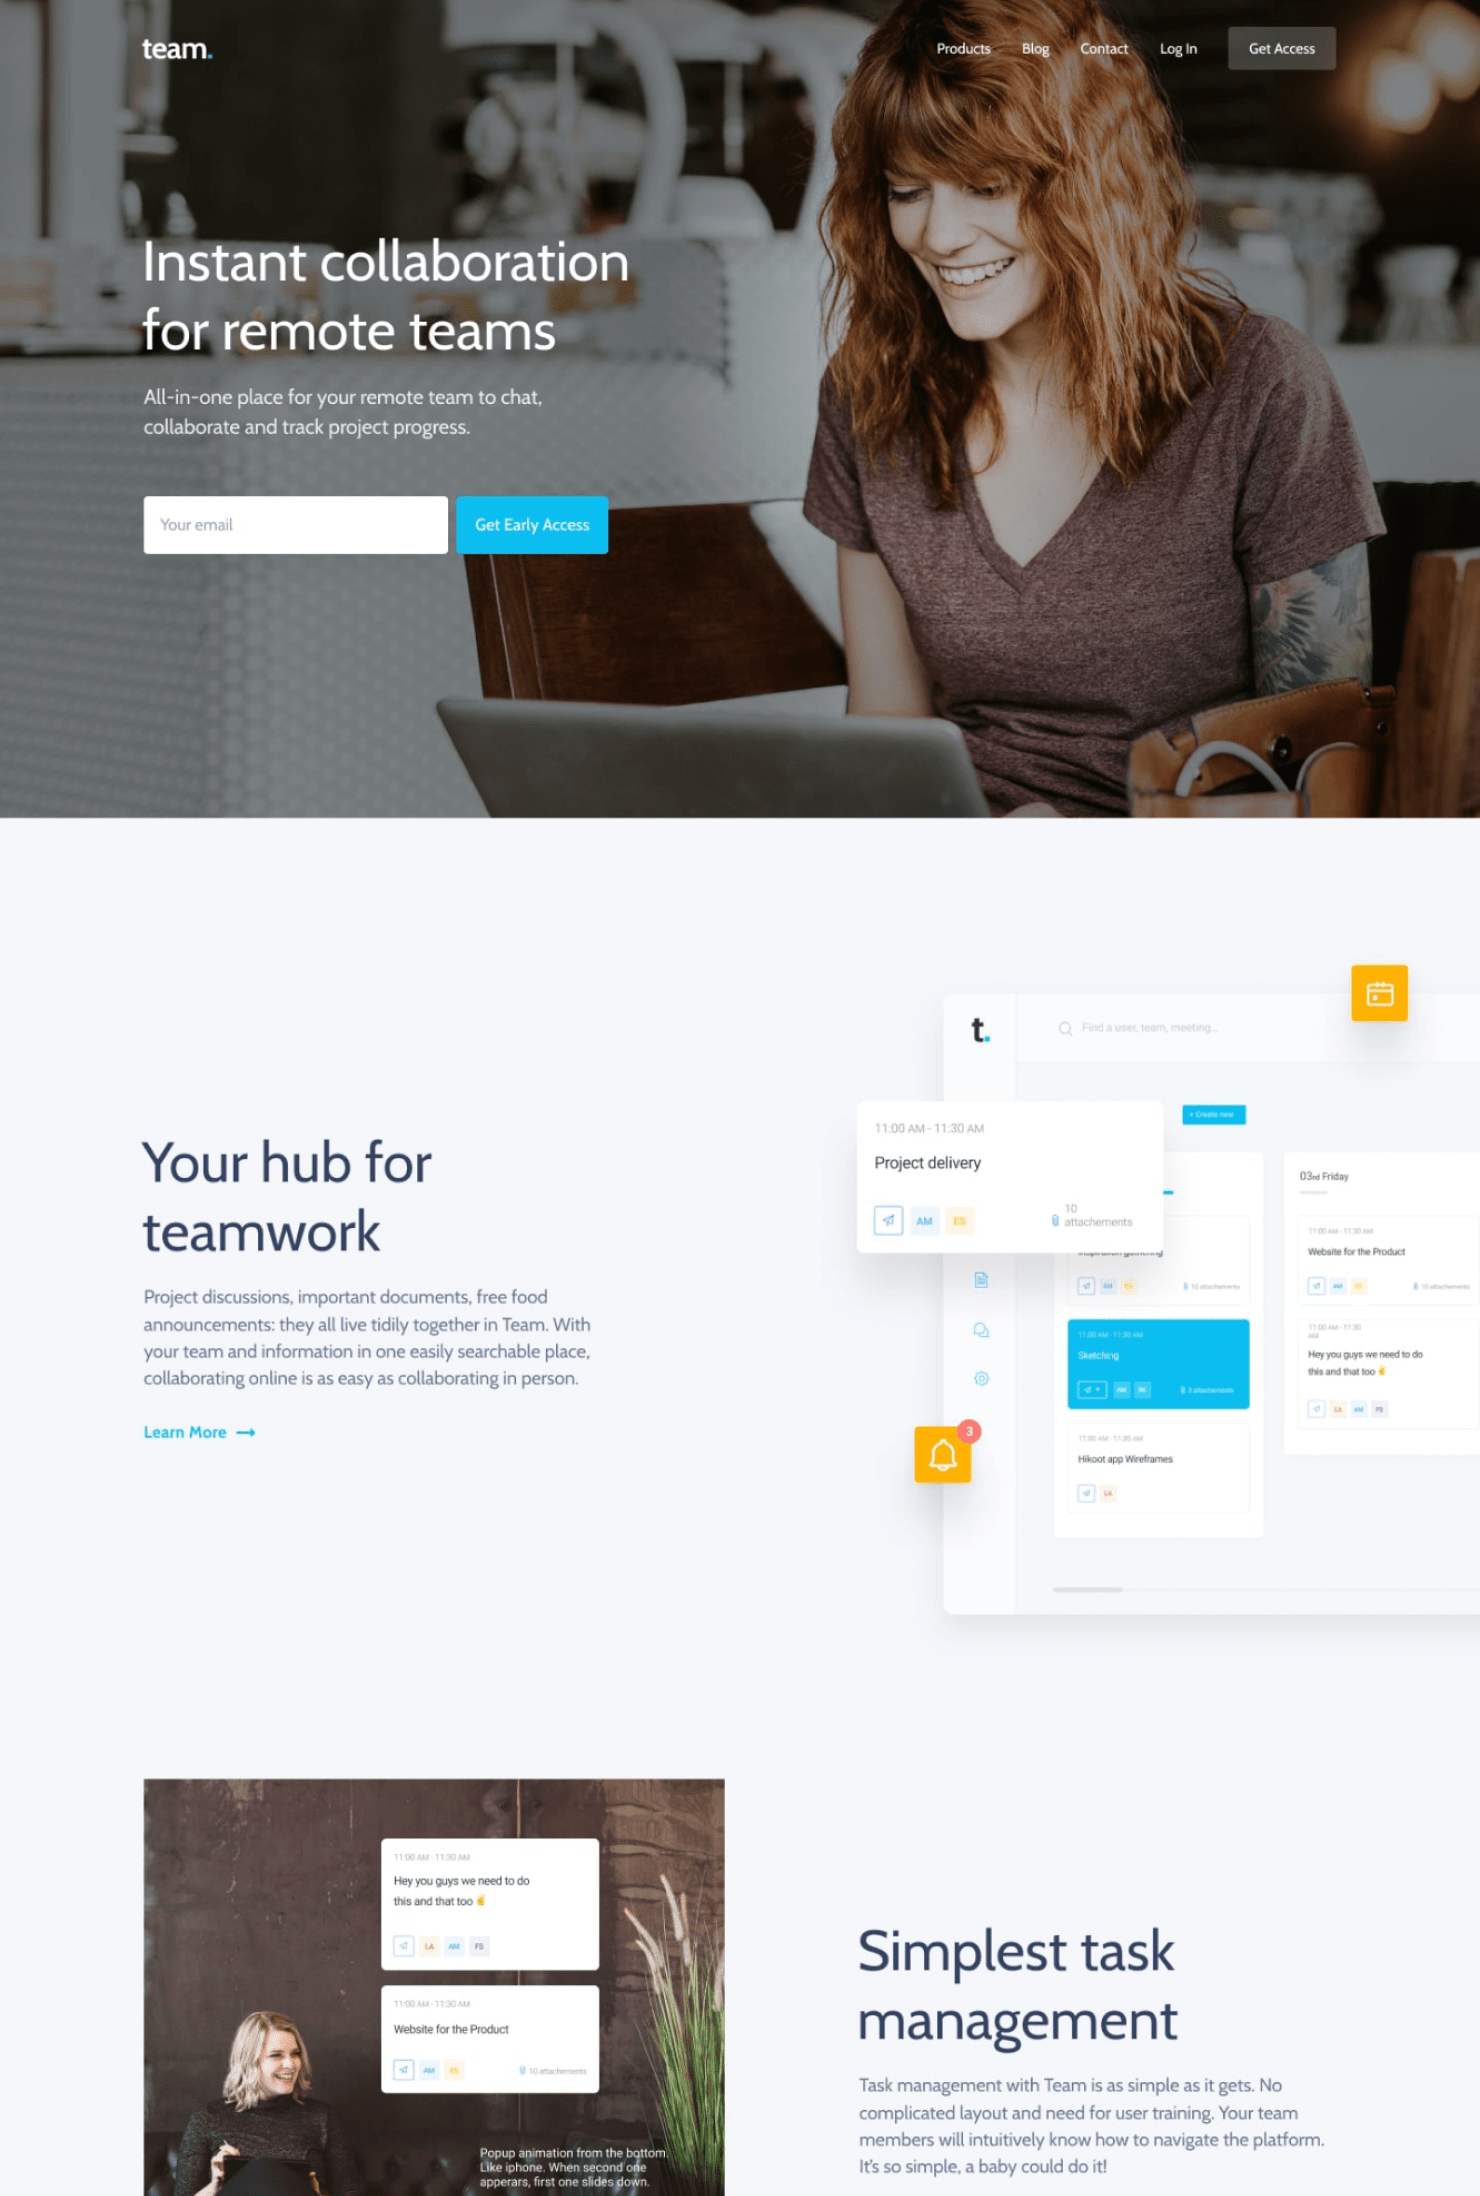 team.
Products
Blog
Contact
Log In
Get Access
Instant collaboration
for remote teams
All-in-one place for your remote team to chat,
collaborate and track project progress.
Your email
Get Early Access
Your hub for
teamwork
Project discussions, important documents, free food
announcements: they all live tidily together in Team. With
your team and information in one easily searchable place,
collaborating online is as easy as collaborating in person.
Learn More
t.
Find a user, team, meeting...
+ Create new
11:00 AM - 11:30 AM
Project delivery
AM
ES
10
attachements
Inspiration gathering
AM
ES
10 attachements
11:00 AM - 11:30 AM
Sketching
AM
3 attachements
11:00 AM - 11:30 AM
Hikoot app Wireframes
LA
03rd Friday
11:00 AM - 11:30 AM
Website for the Product
AM
ES
10 attachements
11:00 AM - 11:30
AM
Hey you guys we need to do
this and that too ✌
LA
AM
FS
3
11:00 AM - 11:30 AM
Hey you guys we need to do
this and that too ✌
LA
AM
FS
11:00 AM - 11:30 AM
Website for the Product
AM
ES
10 attachements
Popup animation from the bottom.
Like iphone. When second one
apperars, first one slides down.
Simplest task
management
Task management with Team is as simple as it gets. No
complicated layout and need for user training. Your team
members will intuitively know how to navigate the platform.
It's so simple, a baby could do it!